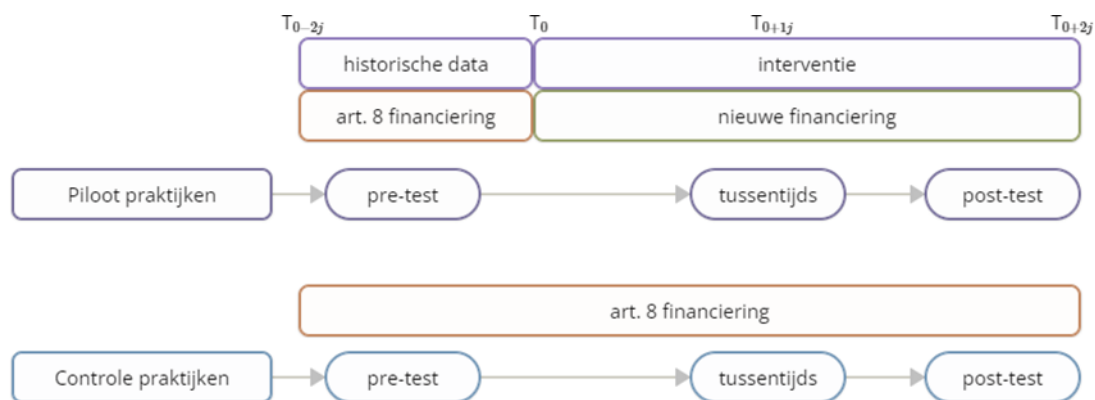 T0−2j T0 T0+1j T0+2j
historische data interventie
art. 8 financiering nieuwe financiering
Piloot praktijken pre-test tussentijds post-test
art. 8 financiering
Controle praktijken pre-test tussentijds post-test